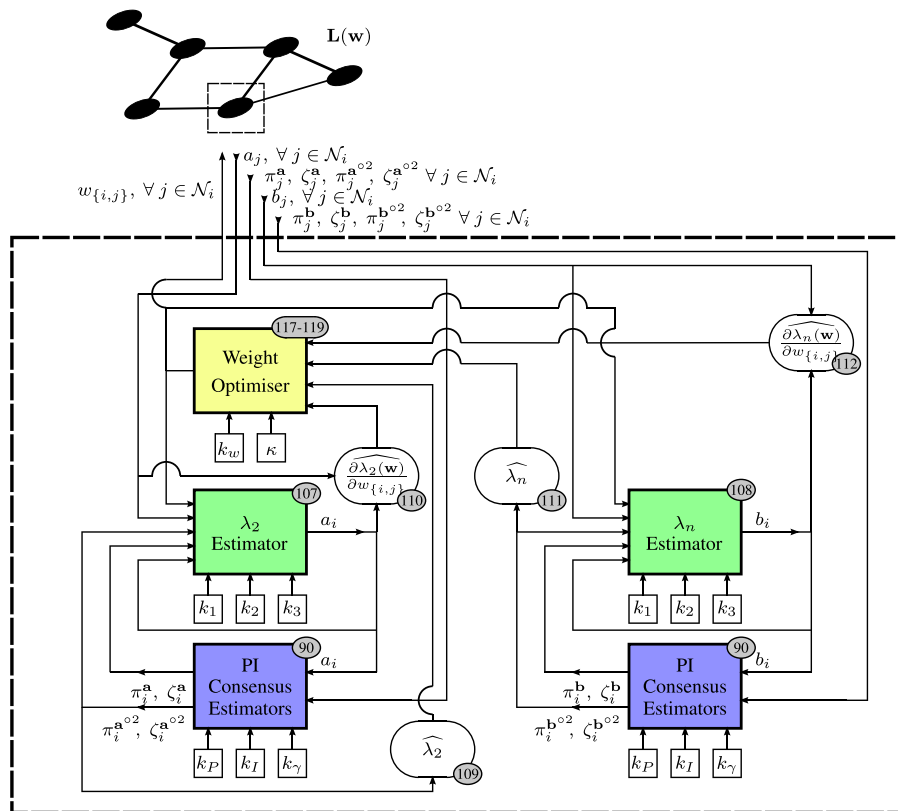 L(w)
a_j, ∀ j ∈ N_i
π_j^a, ζ_j^a, π_j^{a∘2}, ζ_j^{a∘2} ∀ j ∈ N_i
w_{{i,j}}, ∀ j ∈ N_i
b_j, ∀ j ∈ N_i
π_j^b, ζ_j^b, π_j^{b∘2}, ζ_j^{b∘2} ∀ j ∈ N_i
117-119
Weight
Optimiser
k_w κ
\widehat{∂λ_2(w)}/∂w_{{i,j}}
110
\widehat{λ_n}
111
\widehat{∂λ_n(w)}/∂w_{{i,j}}
112
107
λ_2
Estimator
a_i
k_1 k_2 k_3
108
λ_n
Estimator
b_i
k_1 k_2 k_3
90
PI
Consensus
Estimators
a_i
π_i^a, ζ_i^a
π_i^{a∘2}, ζ_i^{a∘2}
k_P k_I k_γ
\widehat{λ_2}
109
90
PI
Consensus
Estimators
b_i
π_i^b, ζ_i^b
π_i^{b∘2}, ζ_i^{b∘2}
k_P k_I k_γ